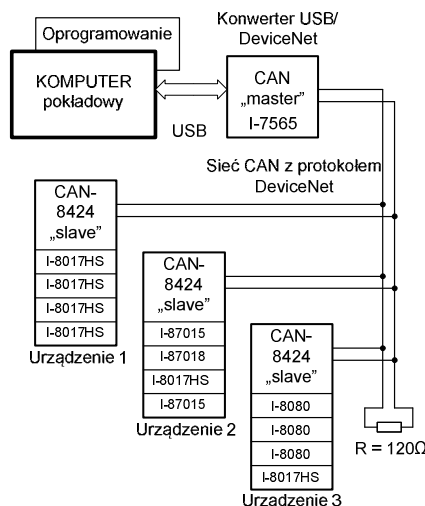 Konwerter USB/
DeviceNet
Oprogramowanie
KOMPUTER
pokładowy
USB
CAN
„master”
I-7565
Sieć CAN z protokołem
DeviceNet
CAN-
8424
„slave”
I-8017HS
I-8017HS
I-8017HS
I-8017HS
Urządzenie 1
CAN-
8424
„slave”
I-87015
I-87018
I-8017HS
I-87015
Urządzenie 2
CAN-
8424
„slave”
I-8080
I-8080
I-8080
I-8017HS
Urządzenie 3
R = 120Ω